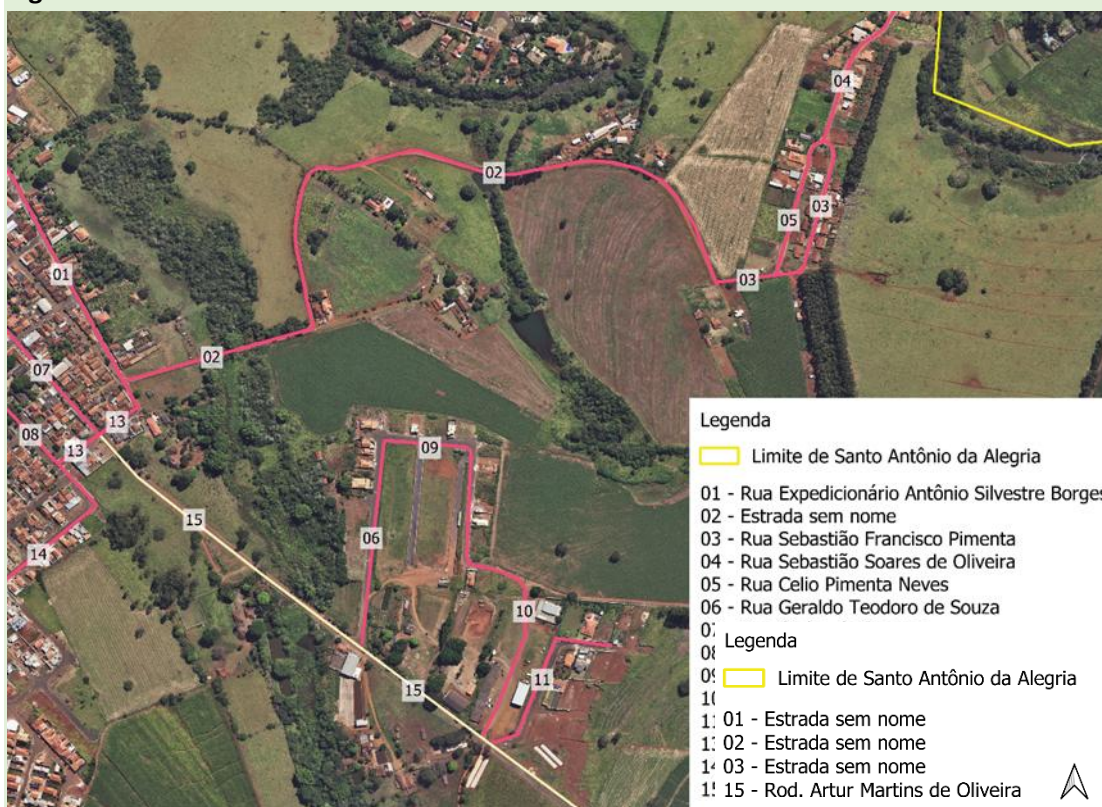 04
02
05
03
01
03
02
07
13
08
13
09
15
06
14
10
11
15
Legenda
Limite de Santo Antônio da Alegria
01 - Rua Expedicionário Antônio Silvestre Borges
02 - Estrada sem nome
03 - Rua Sebastião Francisco Pimenta
04 - Rua Sebastião Soares de Oliveira
05 - Rua Celio Pimenta Neves
06 - Rua Geraldo Teodoro de Souza
Legenda
Limite de Santo Antônio da Alegria
01 - Estrada sem nome
02 - Estrada sem nome
03 - Estrada sem nome
15 - Rod. Artur Martins de Oliveira